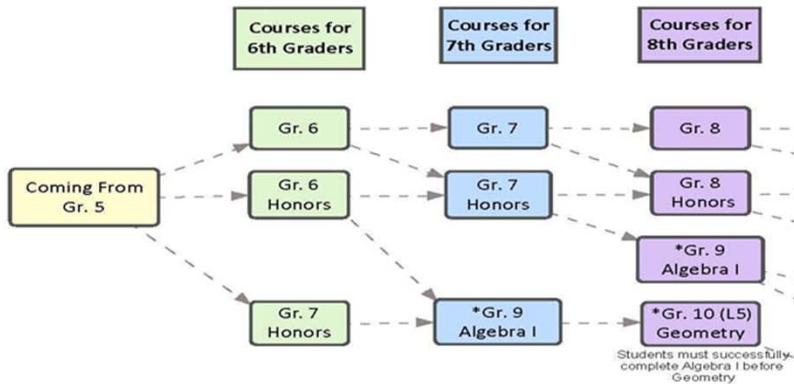 Courses for
6th Graders
Courses for
7th Graders
Courses for
8th Graders
Gr. 6
Gr. 7
Gr. 8
Coming From
Gr. 5
Gr. 6
Honors
Gr. 7
Honors
Gr. 8
Honors
*Gr. 9
Algebra I
Gr. 7
Honors
*Gr. 9
Algebra I
*Gr. 10 (L5)
Geometry
Students must successfully
complete Algebra I before
Geometry